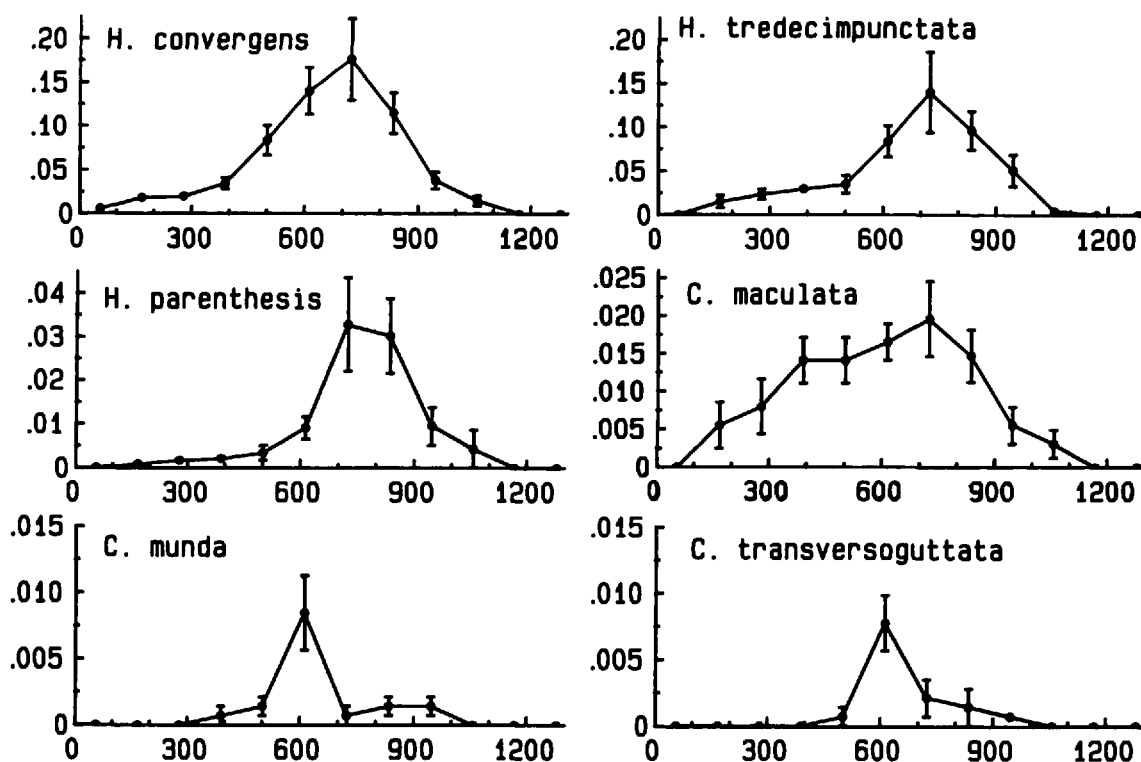 H. convergens
.20
.15
.10
.05
0
0 300 600 900 1200
H. tredecimpunctata
.20
.15
.10
.05
0
0 300 600 900 1200
H. parenthesis
.04
.03
.02
.01
0
0 300 600 900 1200
C. maculata
.025
.020
.015
.010
.005
0
0 300 600 900 1200
C. munda
.015
.010
.005
0
0 300 600 900 1200
C. transversoguttata
.015
.010
.005
0
0 300 600 900 1200